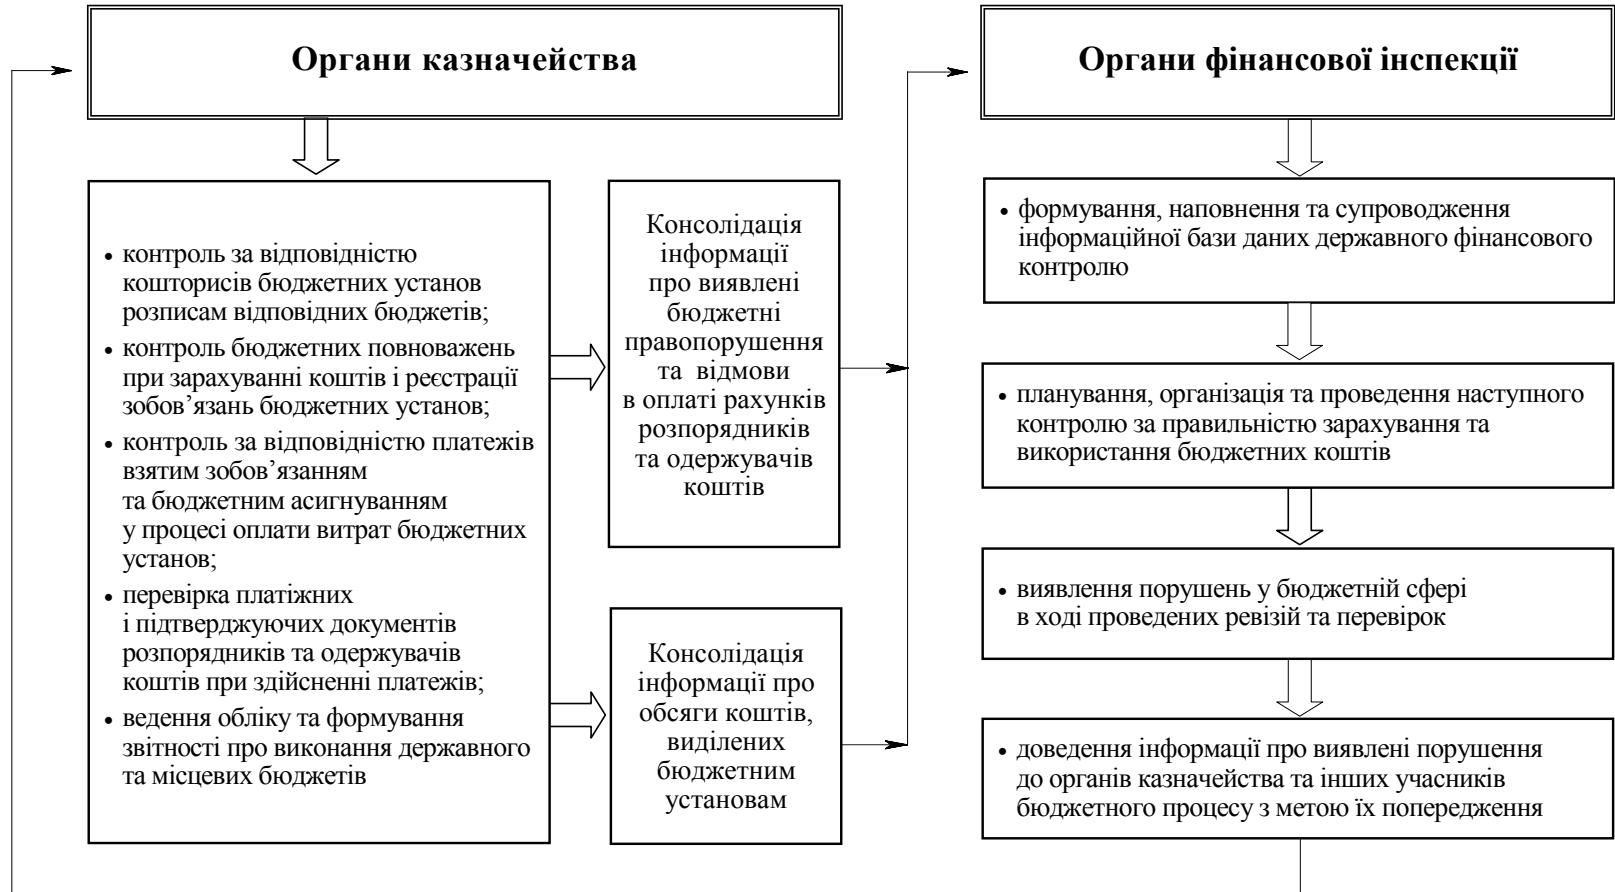 Органи казначейства
• контроль за відповідністю
кошторисів бюджетних установ
розписам відповідних бюджетів;
• контроль бюджетних повноважень
при зарахуванні коштів і реєстрації
зобов’язань бюджетних установ;
• контроль за відповідністю платежів
взятим зобов’язанням
та бюджетним асигнуванням
у процесі оплати витрат бюджетних
установ;
• перевірка платіжних
і підтверджуючих документів
розпорядників та одержувачів
коштів при здійсненні платежів;
• ведення обліку та формування
звітності про виконання державного
та місцевих бюджетів
Консолідація
інформації
про виявлені
бюджетні
правопорушення
та відмови
в оплаті рахунків
розпорядників
та одержувачів
коштів
Консолідація
інформації про
обсяги коштів,
виділених
бюджетним
установам
Органи фінансової інспекції
• формування, наповнення та супроводження
інформаційної бази даних державного фінансового
контролю
• планування, організація та проведення наступного
контролю за правильністю зарахування та
використання бюджетних коштів
• виявлення порушень у бюджетній сфері
в ході проведених ревізій та перевірок
• доведення інформації про виявлені порушення
до органів казначейства та інших учасників
бюджетного процесу з метою їх попередження